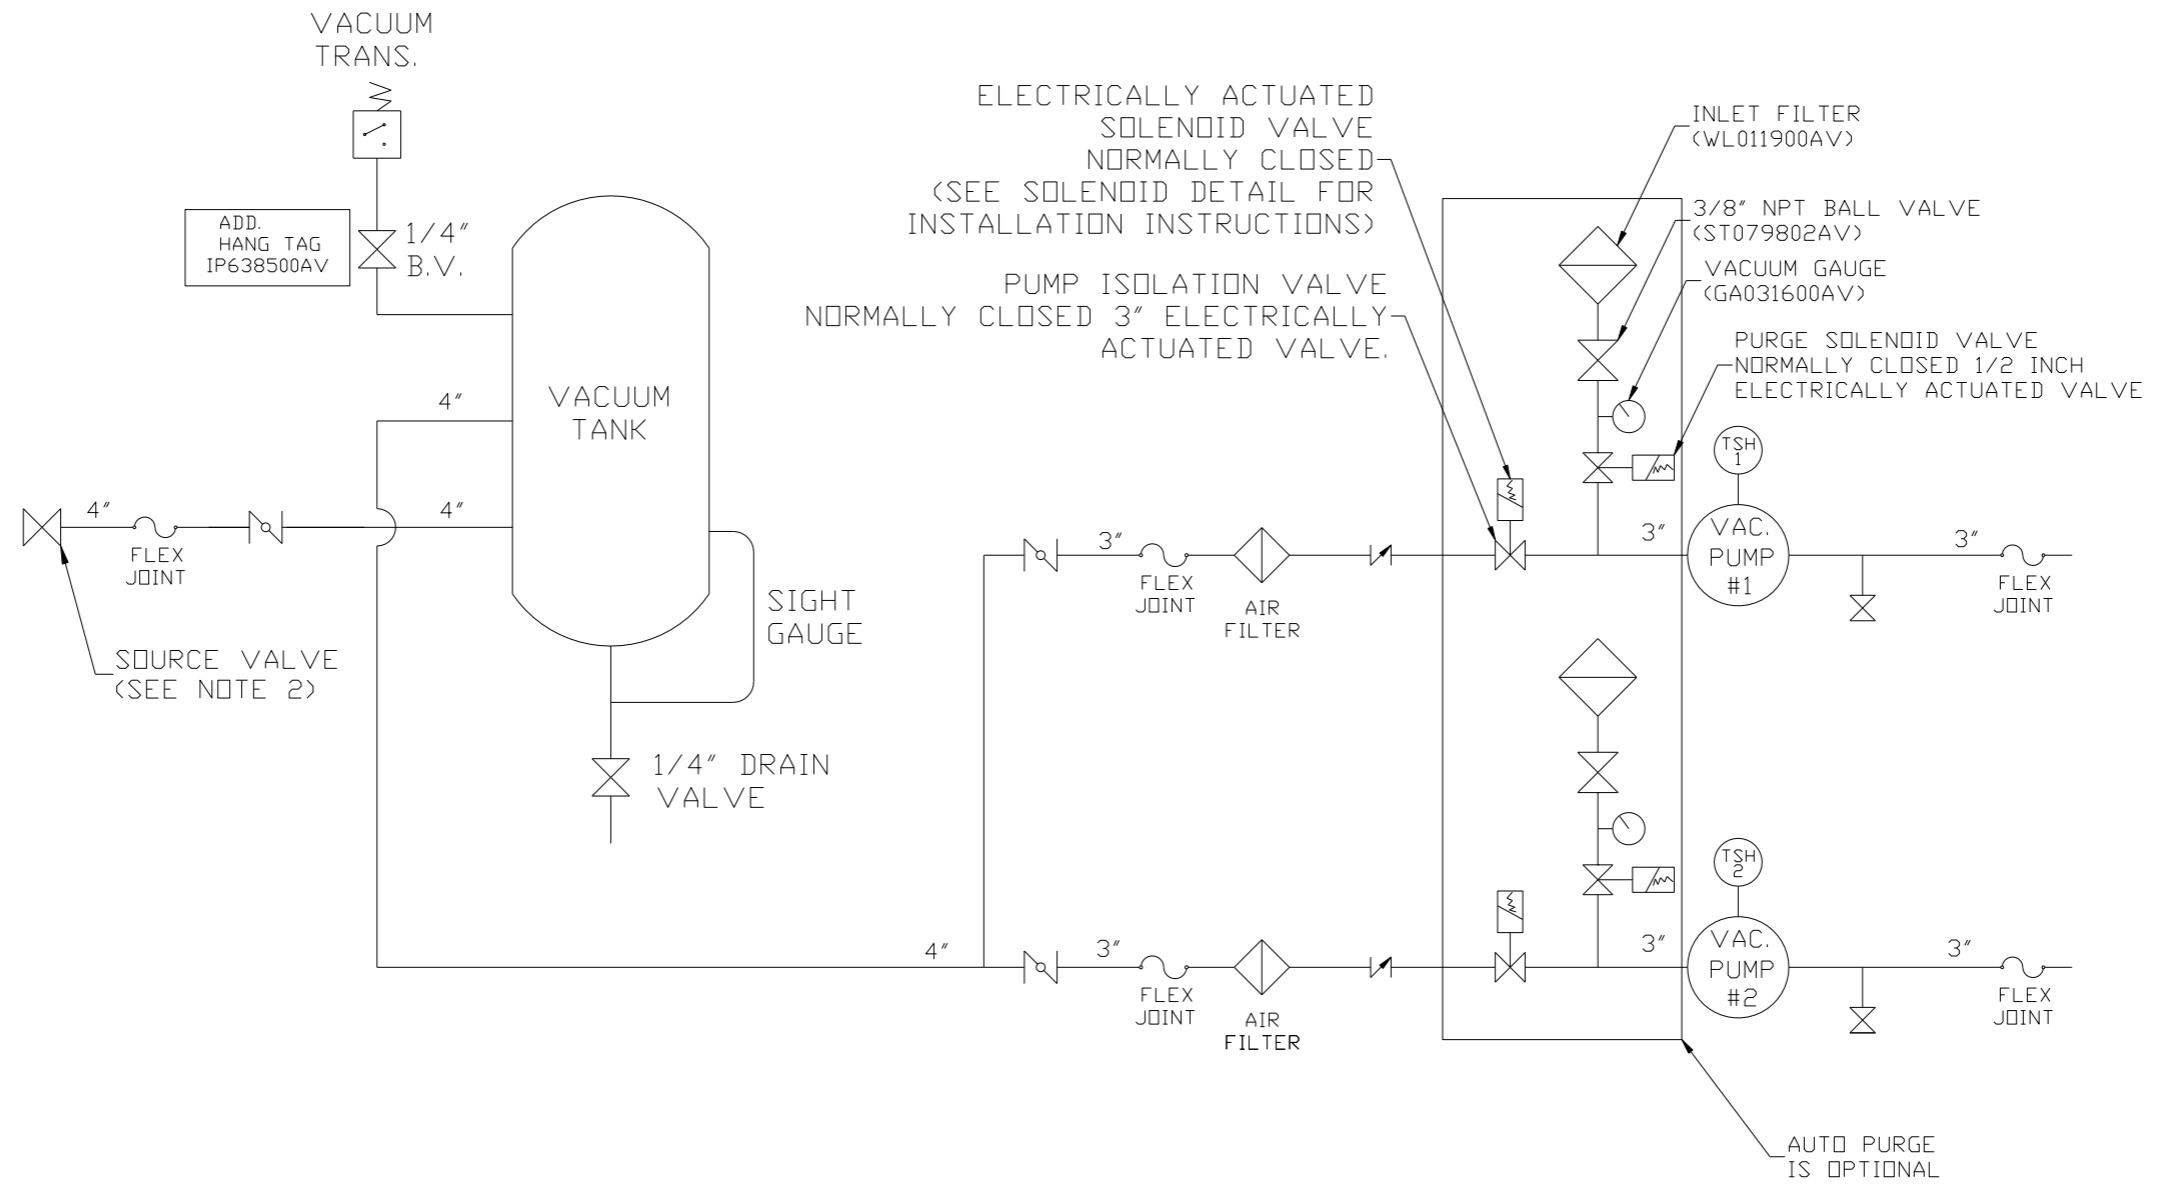 VACUUM
TRANS.
ADD.
HANG TAG
IP638500AV
1/4"
B.V.
VACUUM
TANK
4"
4"
4"
FLEX
JOINT
SOURCE VALVE
(SEE NOTE 2)
SIGHT
GAUGE
1/4" DRAIN
VALVE
ELECTRICALLY ACTUATED
SOLENOID VALVE
NORMALLY CLOSED
(SEE SOLENOID DETAIL FOR
INSTALLATION INSTRUCTIONS)
PUMP ISOLATION VALVE
NORMALLY CLOSED 3" ELECTRICALLY
ACTUATED VALVE.
INLET FILTER
(WL011900AV)
3/8" NPT BALL VALVE
(ST079802AV)
VACUUM GAUGE
(GA031600AV)
PURGE SOLENOID VALVE
NORMALLY CLOSED 1/2 INCH
ELECTRICALLY ACTUATED VALVE
TSH
1
3"
FLEX
JOINT
AIR
FILTER
3"
VAC.
PUMP
#1
3"
FLEX
JOINT
TSH
2
4"
3"
FLEX
JOINT
AIR
FILTER
3"
VAC.
PUMP
#2
3"
FLEX
JOINT
AUTO PURGE
IS OPTIONAL